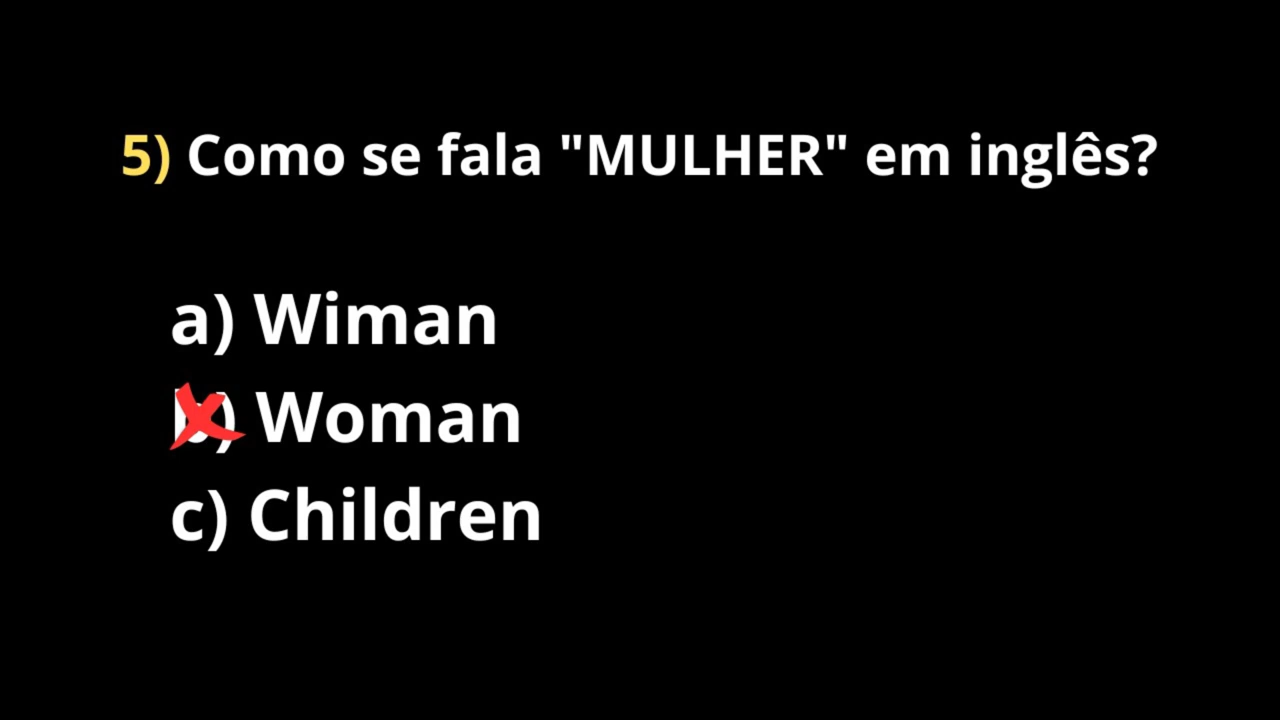 5) Como se fala "MULHER" em inglês?
a) Wiman
b) Woman
c) Children